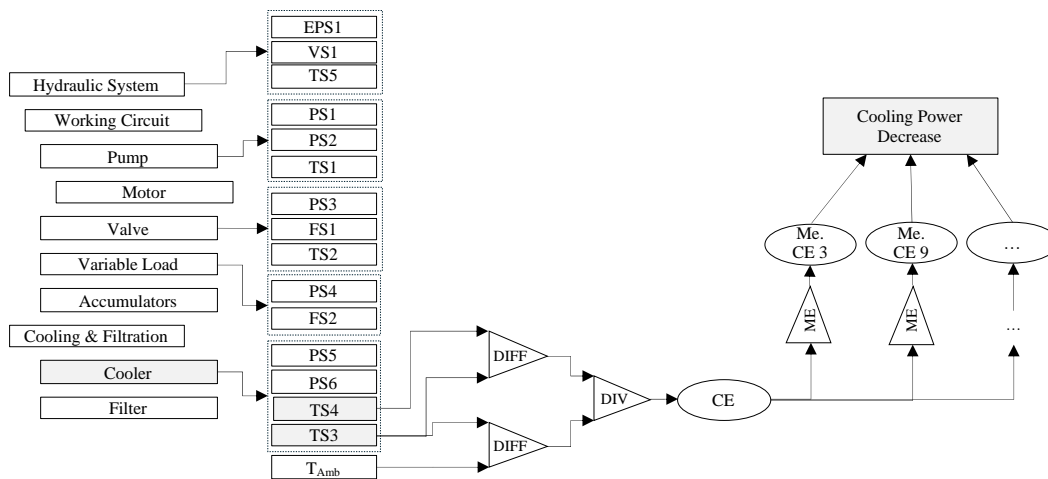 Hydraulic System
Working Circuit
Pump
Motor
Valve
Variable Load
Accumulators
Cooling & Filtration
Cooler
Filter
EPS1
VS1
TS5
PS1
PS2
TS1
PS3
FS1
TS2
PS4
FS2
PS5
PS6
TS4
TS3
TAmb
DIFF
DIFF
DIV
CE
ME
ME
...
Me.
CE 3
Me.
CE 9
...
Cooling Power
Decrease